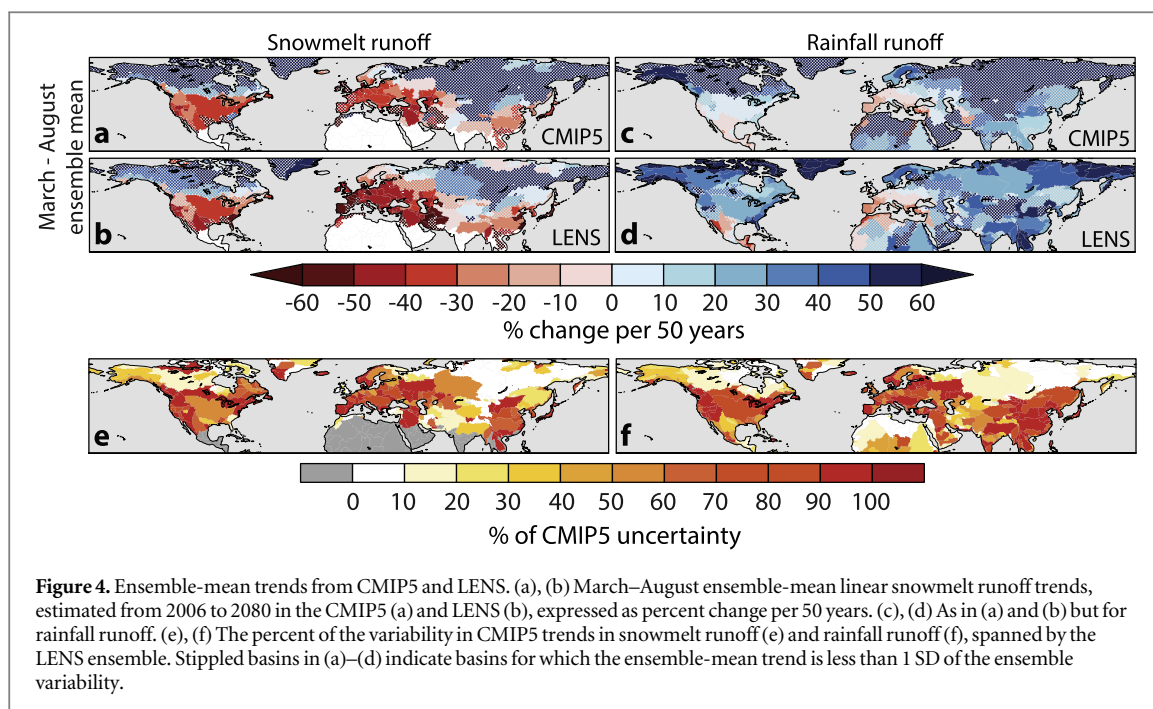 Snowmelt runoff
Rainfall runoff
March - August
ensemble mean
a
CMIP5
c
CMIP5
b
LENS
d
LENS
-60 -50 -40 -30 -20 -10 0 10 20 30 40 50 60
% change per 50 years
e
f
0 10 20 30 40 50 60 70 80 90 100
% of CMIP5 uncertainty
Figure 4. Ensemble-mean trends from CMIP5 and LENS. (a), (b) March–August ensemble-mean linear snowmelt runoff trends,
estimated from 2006 to 2080 in the CMIP5 (a) and LENS (b), expressed as percent change per 50 years. (c), (d) As in (a) and (b) but for
rainfall runoff. (e), (f) The percent of the variability in CMIP5 trends in snowmelt runoff (e) and rainfall runoff (f), spanned by the
LENS ensemble. Stippled basins in (a)–(d) indicate basins for which the ensemble-mean trend is less than 1 SD of the ensemble
variability.